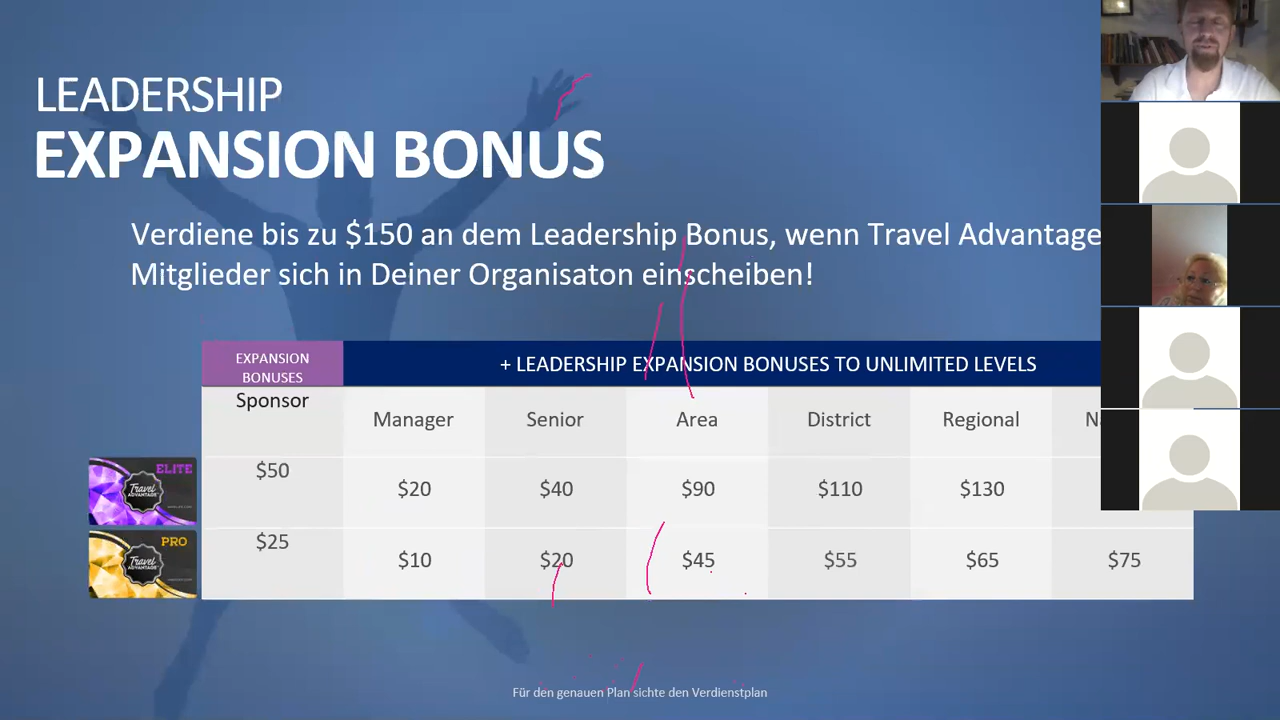 LEADERSHIP
EXPANSION BONUS
Verdiene bis zu $150 an dem Leadership Bonus, wenn Travel Advantage
Mitglieder sich in Deiner Organisaton einscheiben!
EXPANSION
BONUSES
+ LEADERSHIP EXPANSION BONUSES TO UNLIMITED LEVELS
Sponsor
Manager Senior Area District Regional
ELITE
Travel
ADVANTAGE
$50 $20 $40 $90 $110 $130
PRO
Travel
ADVANTAGE
$25 $10 $20 $45 $55 $65 $75
Für den genauen Plan sichte den Verdienstplan